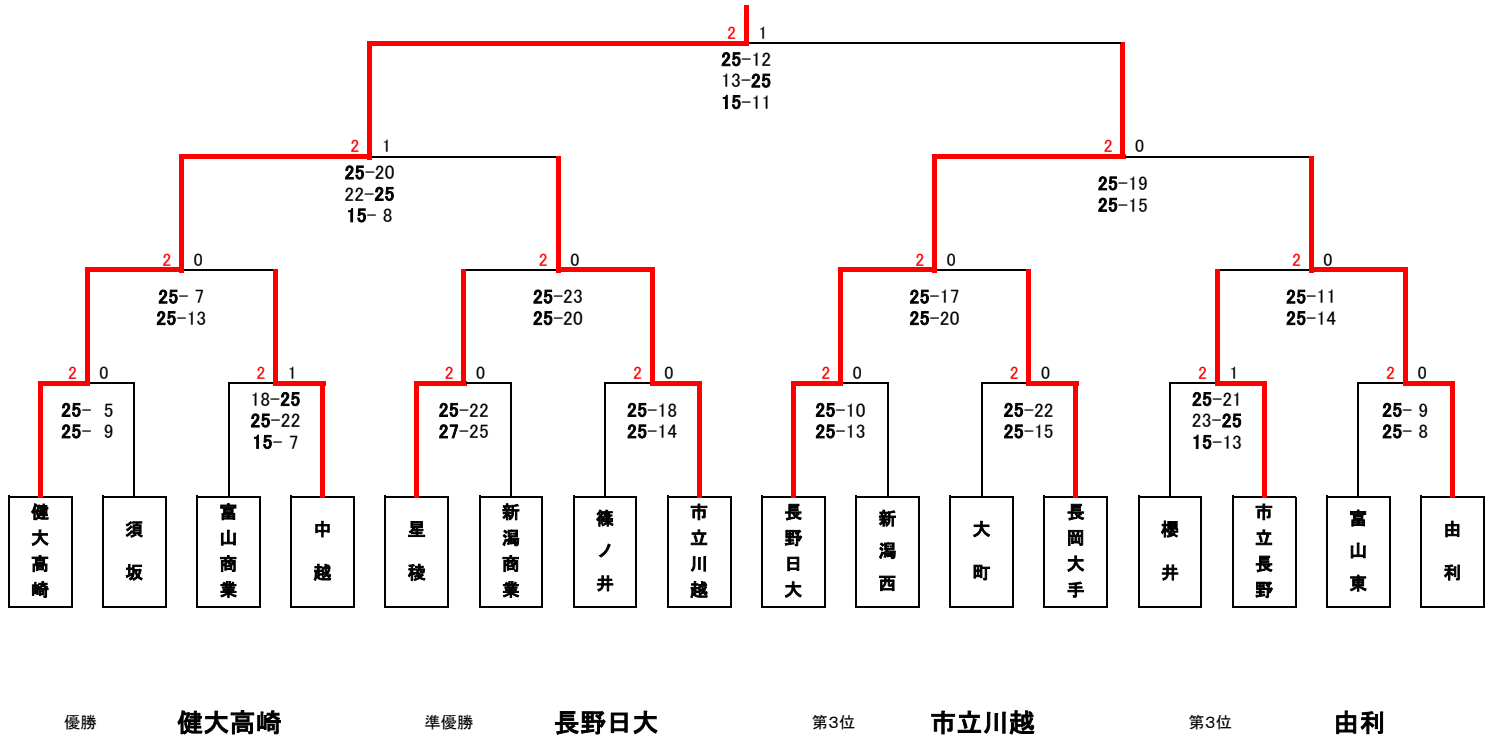 2 1
25-12
13-25
15-11
2 1
25-20
22-25
15- 8
2 0
25-19
25-15
2 0
25- 7
25-13
2 0
25-23
25-20
2 0
25-17
25-20
2 0
25-11
25-14
2 0
25- 5
25- 9
2 1
18-25
25-22
15- 7
2 0
25-22
27-25
2 0
25-18
25-14
2 0
25-10
25-13
2 0
25-22
25-15
2 1
25-21
23-25
15-13
2 0
25- 9
25- 8
健大高崎
須坂
富山商業
中越
星稜
新潟商業
篠ノ井
市立川越
長野日大
新潟西
大町
長岡大手
櫻井
市立長野
富山東
由利
優勝 健大高崎 準優勝 長野日大 第3位 市立川越 第3位 由利